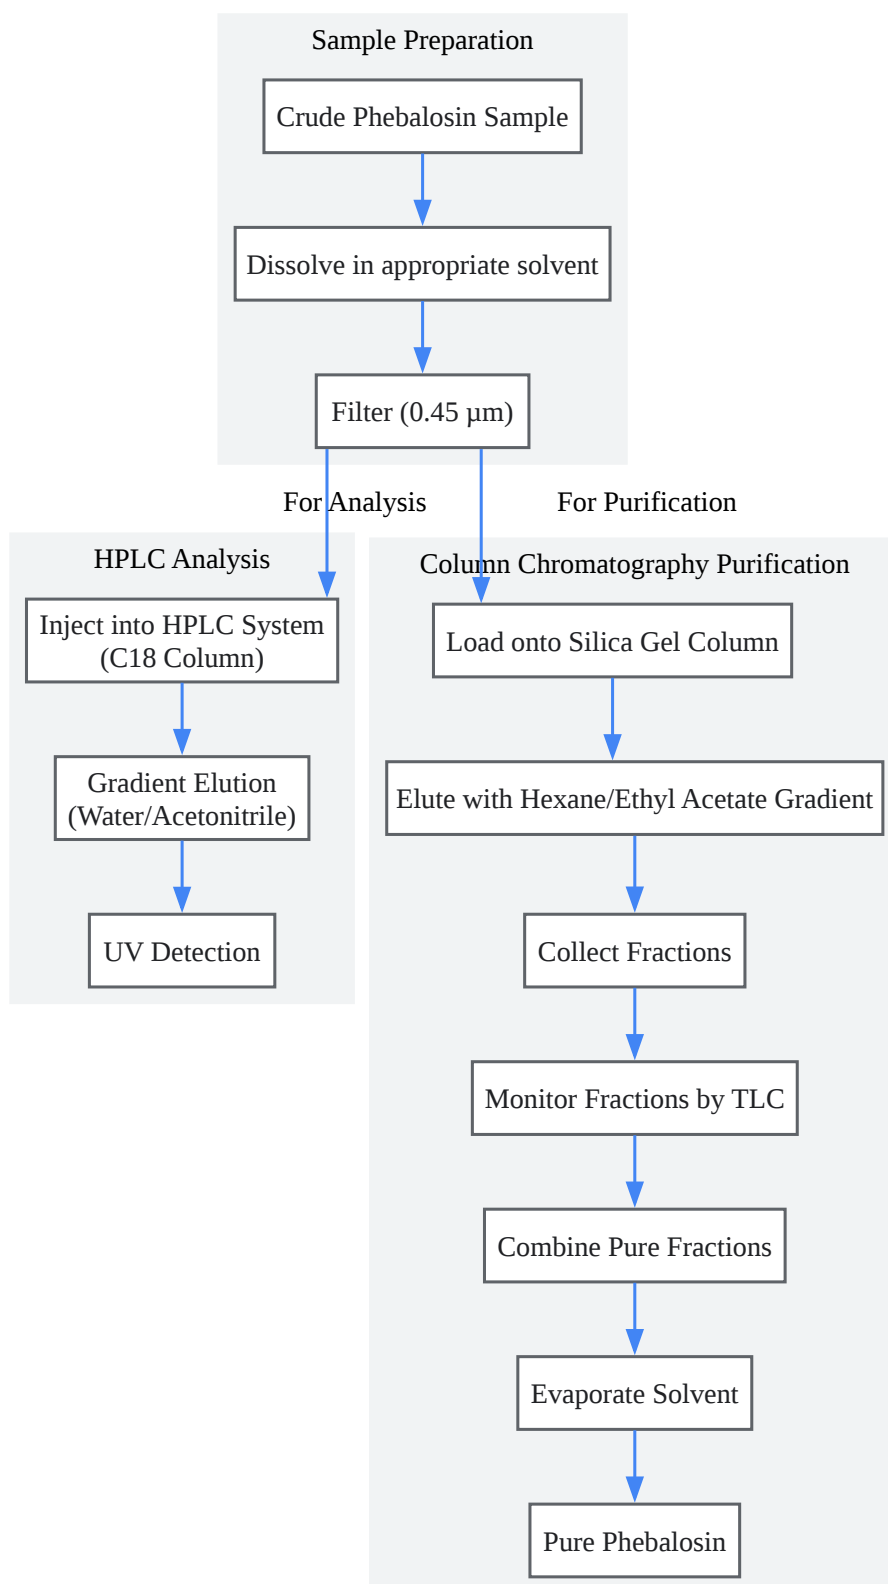 Sample Preparation
Crude Phebalosin Sample
Dissolve in appropriate solvent
Filter (0.45 µm)
For Analysis
For Purification
HPLC Analysis
Inject into HPLC System
(C18 Column)
Gradient Elution
(Water/Acetonitrile)
UV Detection
Column Chromatography Purification
Load onto Silica Gel Column
Elute with Hexane/Ethyl Acetate Gradient
Collect Fractions
Monitor Fractions by TLC
Combine Pure Fractions
Evaporate Solvent
Pure Phebalosin